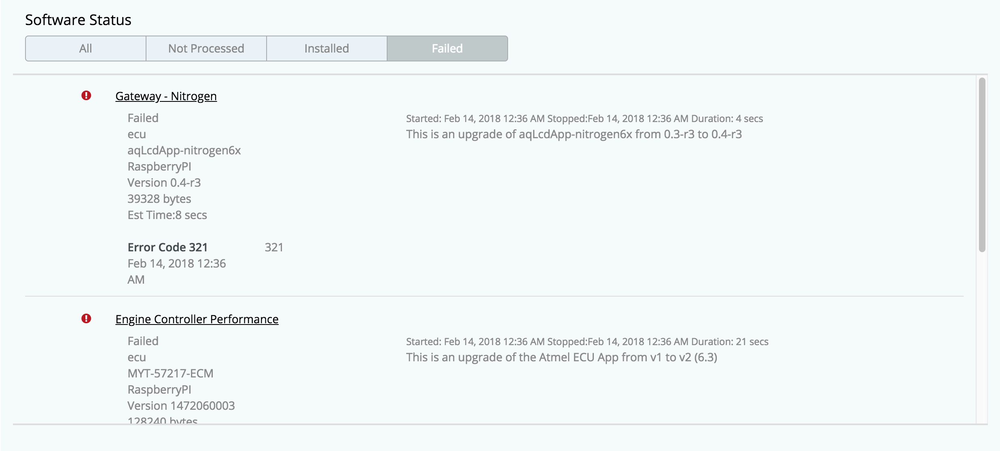 Software Status
All
Not Processed
Installed
Failed
Gateway - Nitrogen
Failed
ecu
aqLcdApp-nitrogen6x
RaspberryPI
Version 0.4-r3
39328 bytes
Est Time:8 secs
Started: Feb 14, 2018 12:36 AM Stopped:Feb 14, 2018 12:36 AM Duration: 4 secs
This is an upgrade of aqLcdApp-nitrogen6x from 0.3-r3 to 0.4-r3
Error Code 321
321
Feb 14, 2018 12:36
AM
Engine Controller Performance
Failed
ecu
MYT-57217-ECM
RaspberryPI
Version 1472060003
128240 bytes
Started: Feb 14, 2018 12:36 AM Stopped:Feb 14, 2018 12:36 AM Duration: 21 secs
This is an upgrade of the Atmel ECU App from v1 to v2 (6.3)